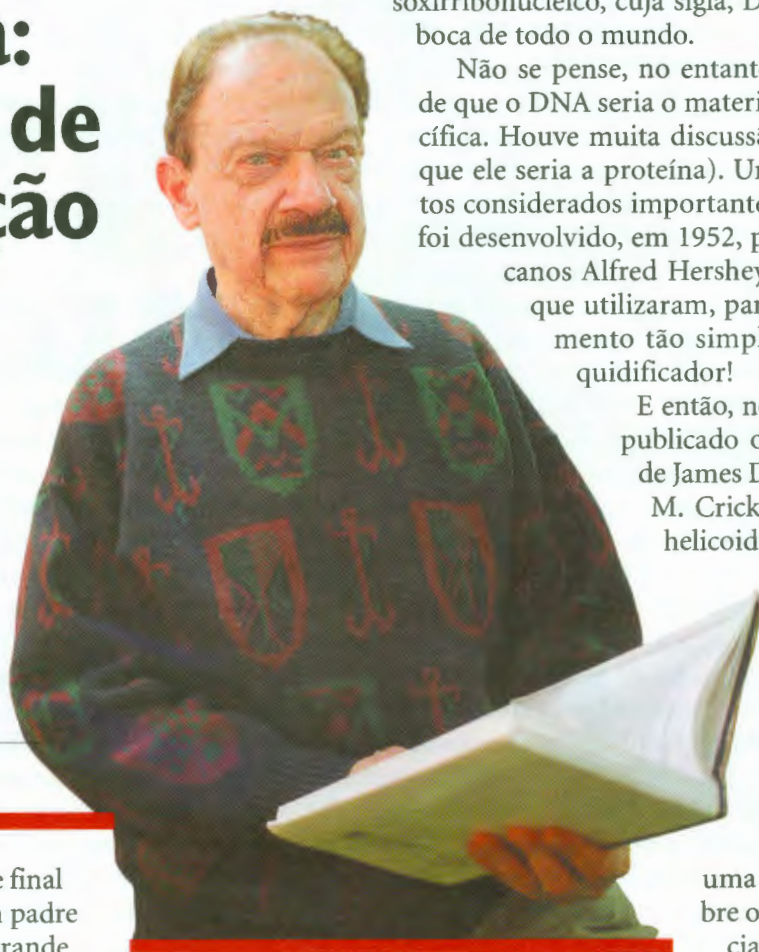 de
ção
soxirribonucleico, cuja sigla, D
boca de todo o mundo.
Não se pense, no entant
de que o DNA seria o materi
cífica. Houve muita discussã
que ele seria a proteína). Un
tos considerados importante
foi desenvolvido, em 1952, p
canos Alfred Hershey
que utilizaram, par
mento tão simpl
quidificador!
E então, n
publicado o
de James D
M. Crick
helicoid
e final
padre
rande
uma
bre o
cia